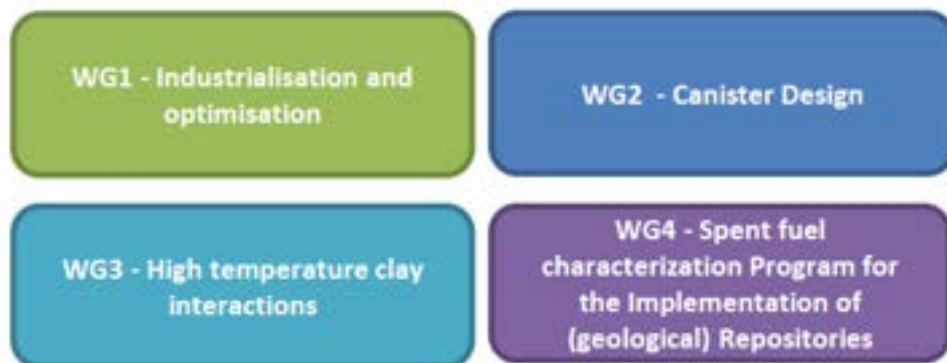 WG1 - Industrialisation and
optimisation
WG2 - Canister Design
WG3 - High temperature clay
interactions
WG4 - Spent fuel
characterization Program for
the Implementation of
(geological) Repositories